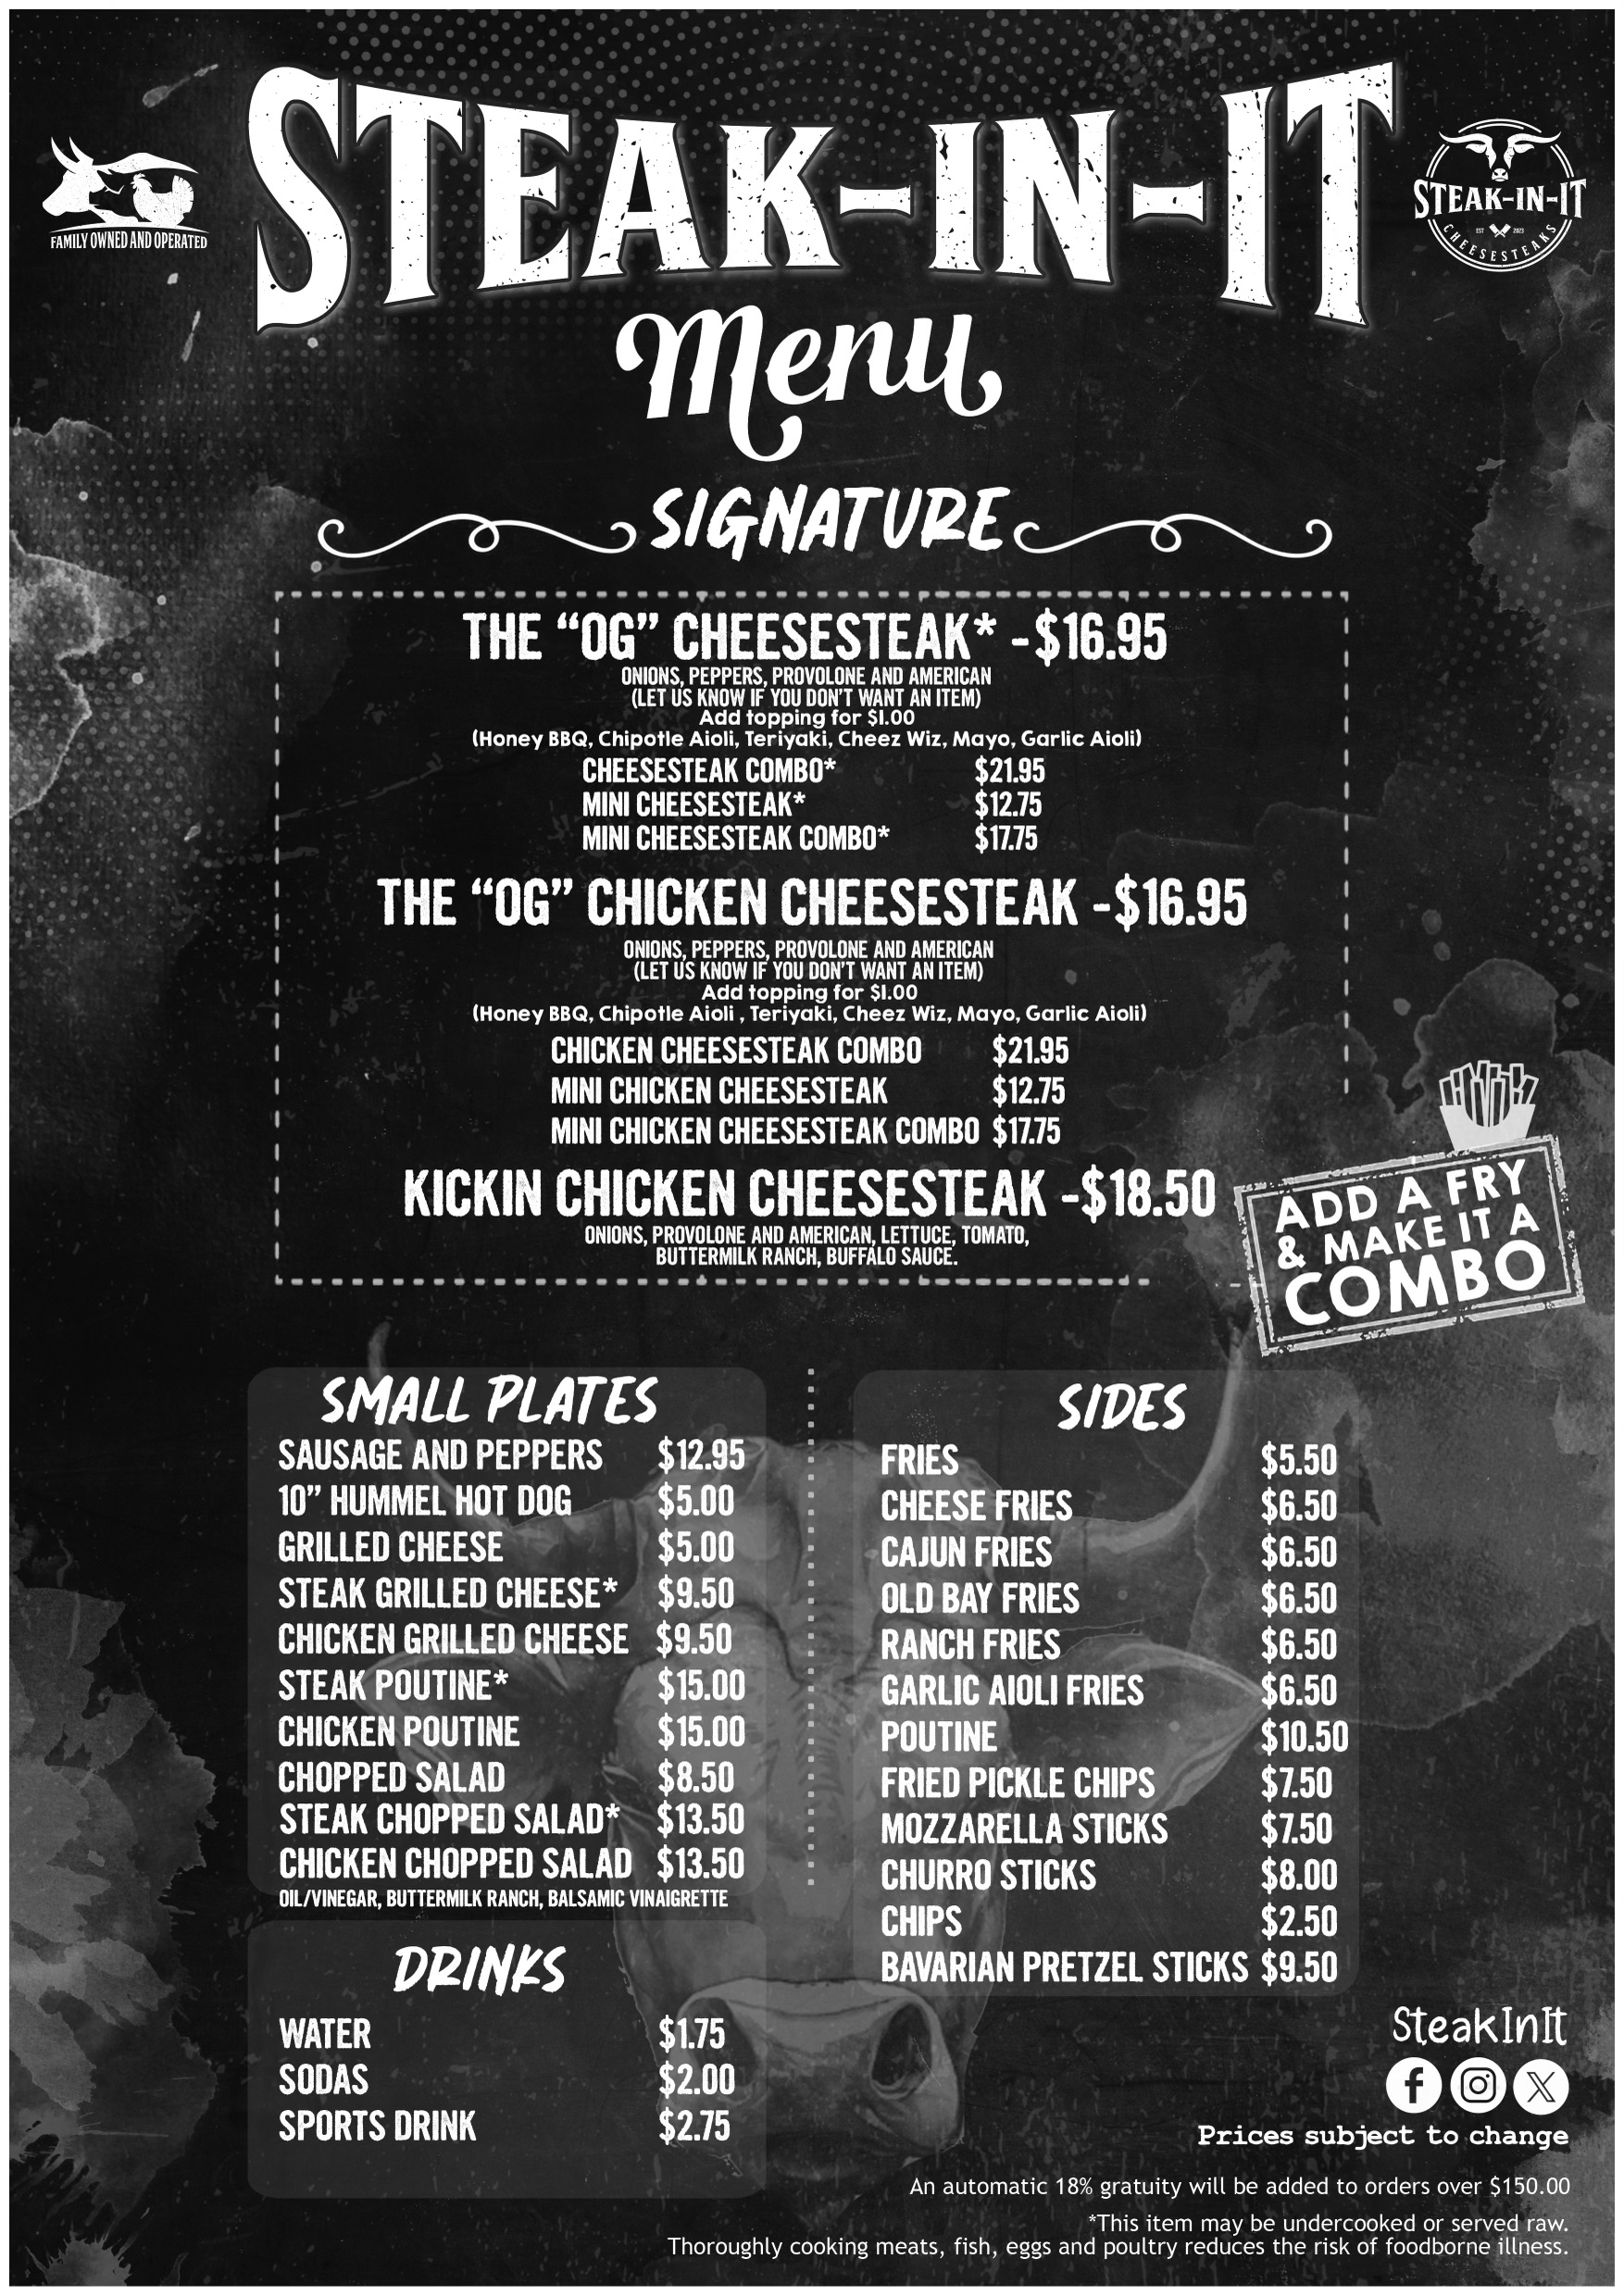 STEAK-IN-IT
FAMILY OWNED AND OPERATED
STEAK-IN-IT
EST 2023
CHEESESTEAKS
Menu
SIGNATURE
THE “OG” CHEESESTEAK* -$16.95
ONIONS, PEPPERS, PROVOLONE AND AMERICAN
(LET US KNOW IF YOU DON'T WANT AN ITEM)
Add topping for $1.00
(Honey BBQ, Chipotle Aioli, Teriyaki, Cheez Wiz, Mayo, Garlic Aioli)
CHEESESTEAK COMBO* $21.95
MINI CHEESESTEAK* $12.75
MINI CHEESESTEAK COMBO* $17.75
THE “OG” CHICKEN CHEESESTEAK -$16.95
ONIONS, PEPPERS, PROVOLONE AND AMERICAN
(LET US KNOW IF YOU DON'T WANT AN ITEM)
Add topping for $1.00
(Honey BBQ, Chipotle Aioli , Teriyaki, Cheez Wiz, Mayo, Garlic Aioli)
CHICKEN CHEESESTEAK COMBO $21.95
MINI CHICKEN CHEESESTEAK $12.75
MINI CHICKEN CHEESESTEAK COMBO $17.75
KICKIN CHICKEN CHEESESTEAK -$18.50
ONIONS, PROVOLONE AND AMERICAN, LETTUCE, TOMATO,
BUTTERMILK RANCH, BUFFALO SAUCE.
ADD A FRY
& MAKE IT A
COMBO
SMALL PLATES
SAUSAGE AND PEPPERS $12.95
10” HUMMEL HOT DOG $5.00
GRILLED CHEESE $5.00
STEAK GRILLED CHEESE* $9.50
CHICKEN GRILLED CHEESE $9.50
STEAK POUTINE* $15.00
CHICKEN POUTINE $15.00
CHOPPED SALAD $8.50
STEAK CHOPPED SALAD* $13.50
CHICKEN CHOPPED SALAD $13.50
OIL/VINEGAR, BUTTERMILK RANCH, BALSAMIC VINAIGRETTE
DRINKS
WATER $1.75
SODAS $2.00
SPORTS DRINK $2.75
SIDES
FRIES $5.50
CHEESE FRIES $6.50
CAJUN FRIES $6.50
OLD BAY FRIES $6.50
RANCH FRIES $6.50
GARLIC AIOLI FRIES $6.50
POUTINE $10.50
FRIED PICKLE CHIPS $7.50
MOZZARELLA STICKS $7.50
CHURRO STICKS $8.00
CHIPS $2.50
BAVARIAN PRETZEL STICKS $9.50
SteakInIt
Prices subject to change
An automatic 18% gratuity will be added to orders over $150.00
*This item may be undercooked or served raw.
Thoroughly cooking meats, fish, eggs and poultry reduces the risk of foodborne illness.